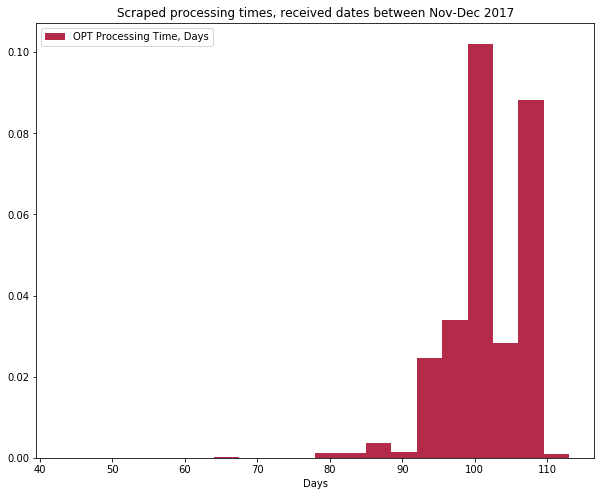 Scraped processing times, received dates between Nov-Dec 2017
OPT Processing Time, Days
0.10
0.08
0.06
0.04
0.02
0.00
40 50 60 70 80 90 100 110
Days